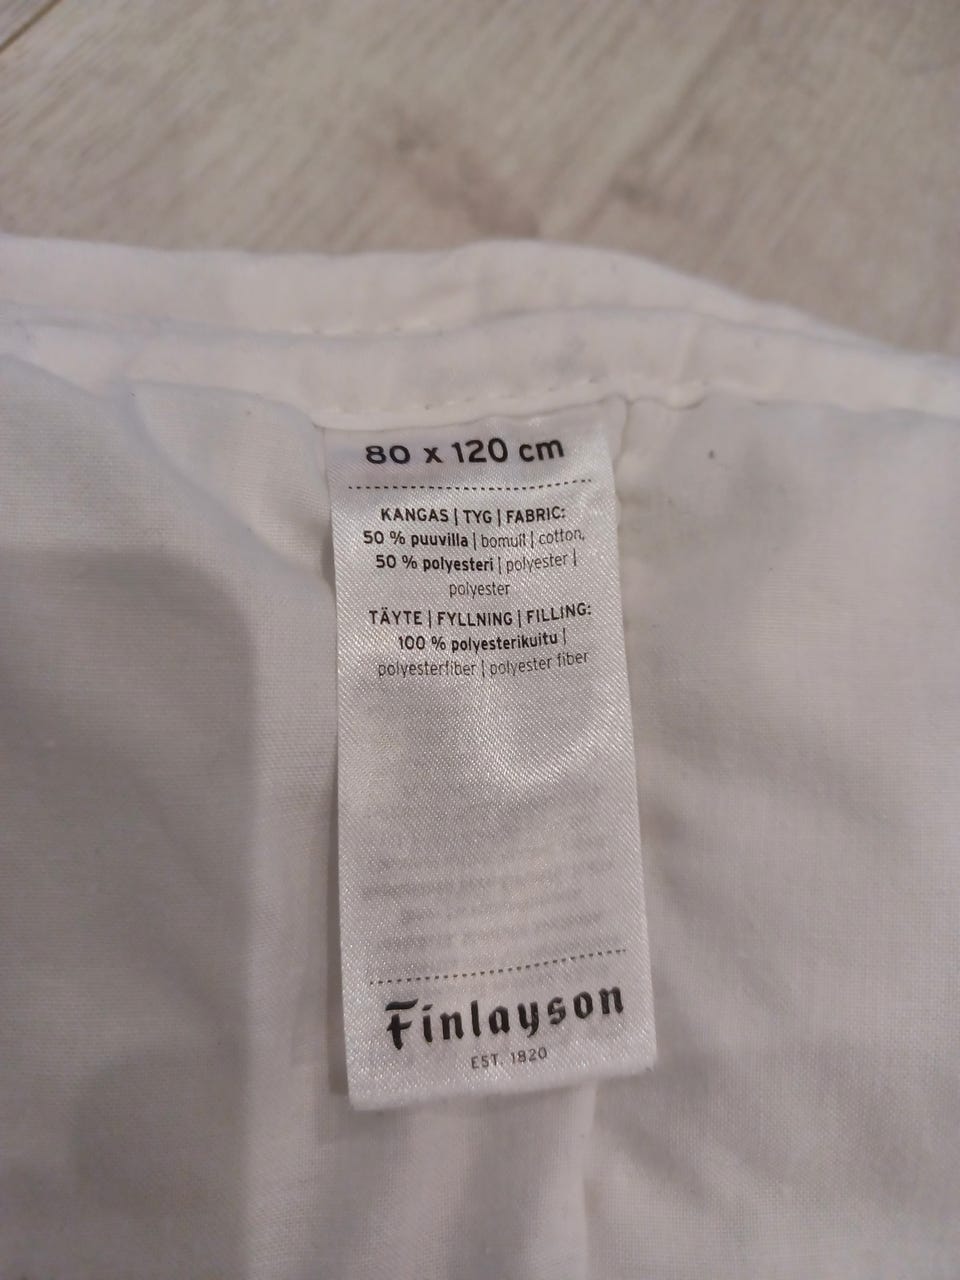 80 x 120 cm
KANGAS | TYG | FABRIC:
50 % puuvilla | bomull | cotton,
50 % polyesteri | polyester |
polyester
TÄYTE | FYLLNING | FILLING:
100 % polyesterikuitu |
polyesterfiber | polyester fiber
Finlayson
EST. 1820